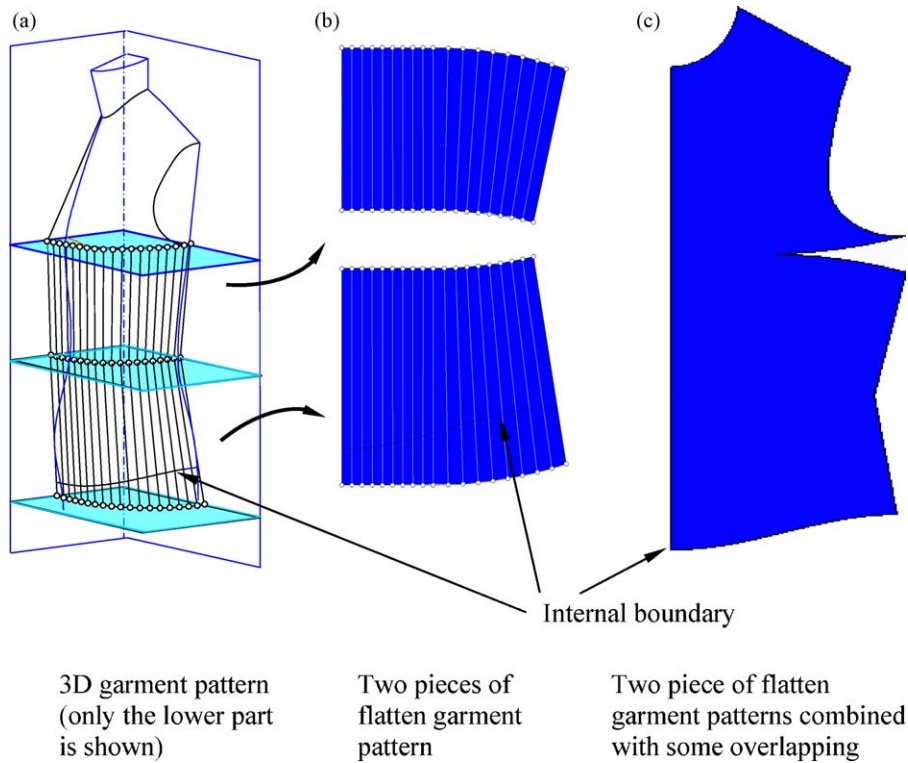 (a)
(b)
(c)
Internal boundary
3D garment pattern
(only the lower part
is shown)
Two pieces of
flatten garment
pattern
Two piece of flatten
garment patterns combined
with some overlapping